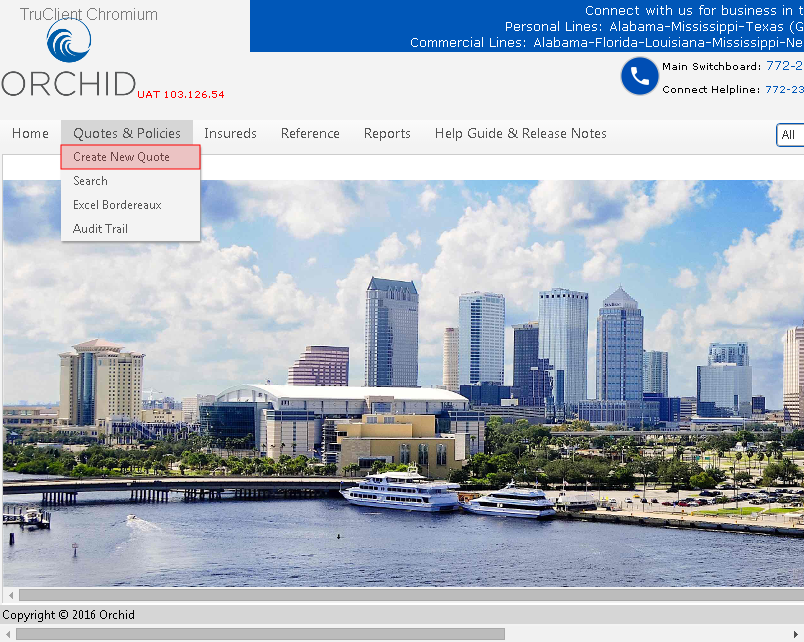 TruClient Chromium
ORCHID
UAT 103.126.54
Connect with us for business in t
Personal Lines: Alabama-Mississippi-Texas (G
Commercial Lines: Alabama-Florida-Louisiana-Mississippi-Ne
Main Switchboard: 772-2
Connect Helpline: 772-23
Home Quotes & Policies Insureds Reference Reports Help Guide & Release Notes All
Create New Quote
Search
Excel Bordereaux
Audit Trail
Copyright © 2016 Orchid